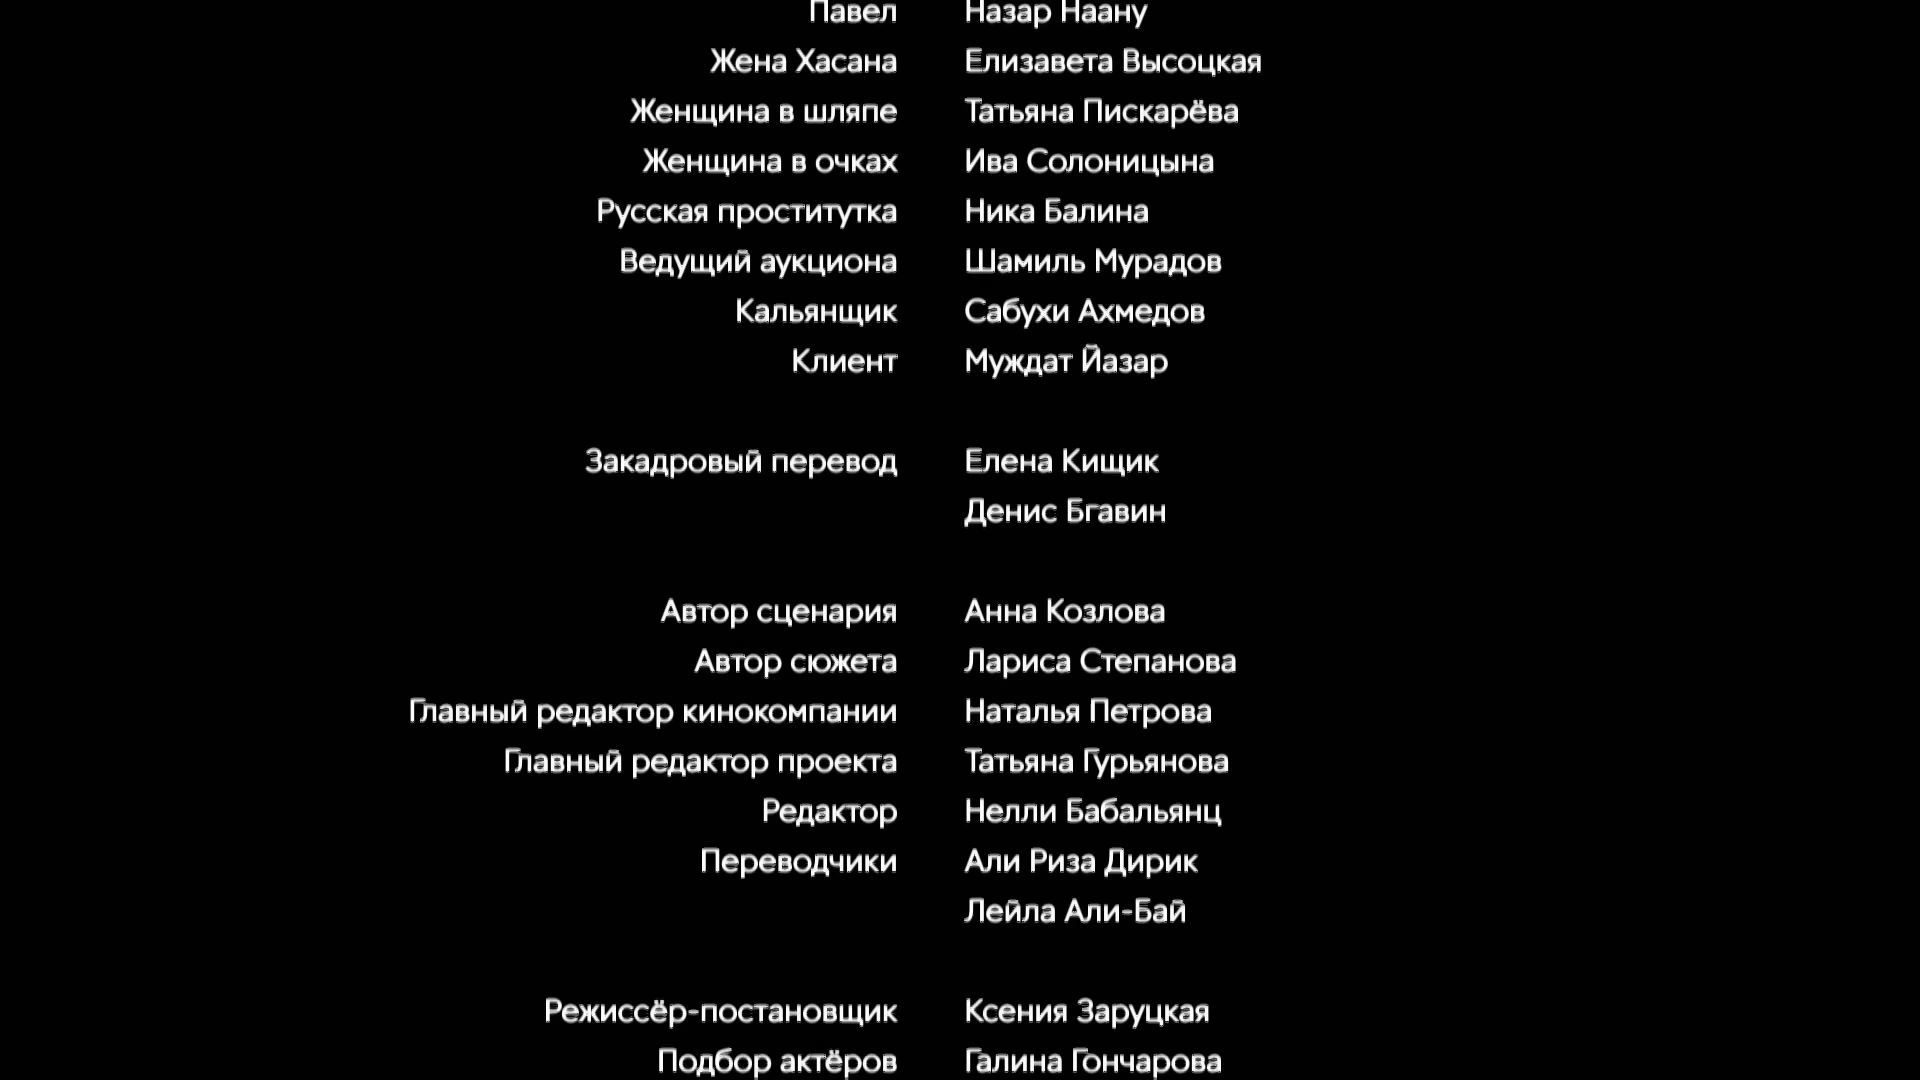 Павел Назар Наану
Жена Хасана Елизавета Высоцкая
Женщина в шляпе Татьяна Пискарёва
Женщина в очках Ива Солоницына
Русская проститутка Ника Балина
Ведущий аукциона Шамиль Мурадов
Кальянщик Сабухи Ахмедов
Клиент Муждат Йазар
Закадровый перевод Елена Кищик
Денис Бгавин
Автор сценария Анна Козлова
Автор сюжета Лариса Степанова
Главный редактор кинокомпании Наталья Петрова
Главный редактор проекта Татьяна Гурьянова
Редактор Нелли Бабальянц
Переводчики Али Риза Дирик
Лейла Али-Бай
Режиссёр-постановщик Ксения Заруцкая
Подбор актёров Галина Гончарова